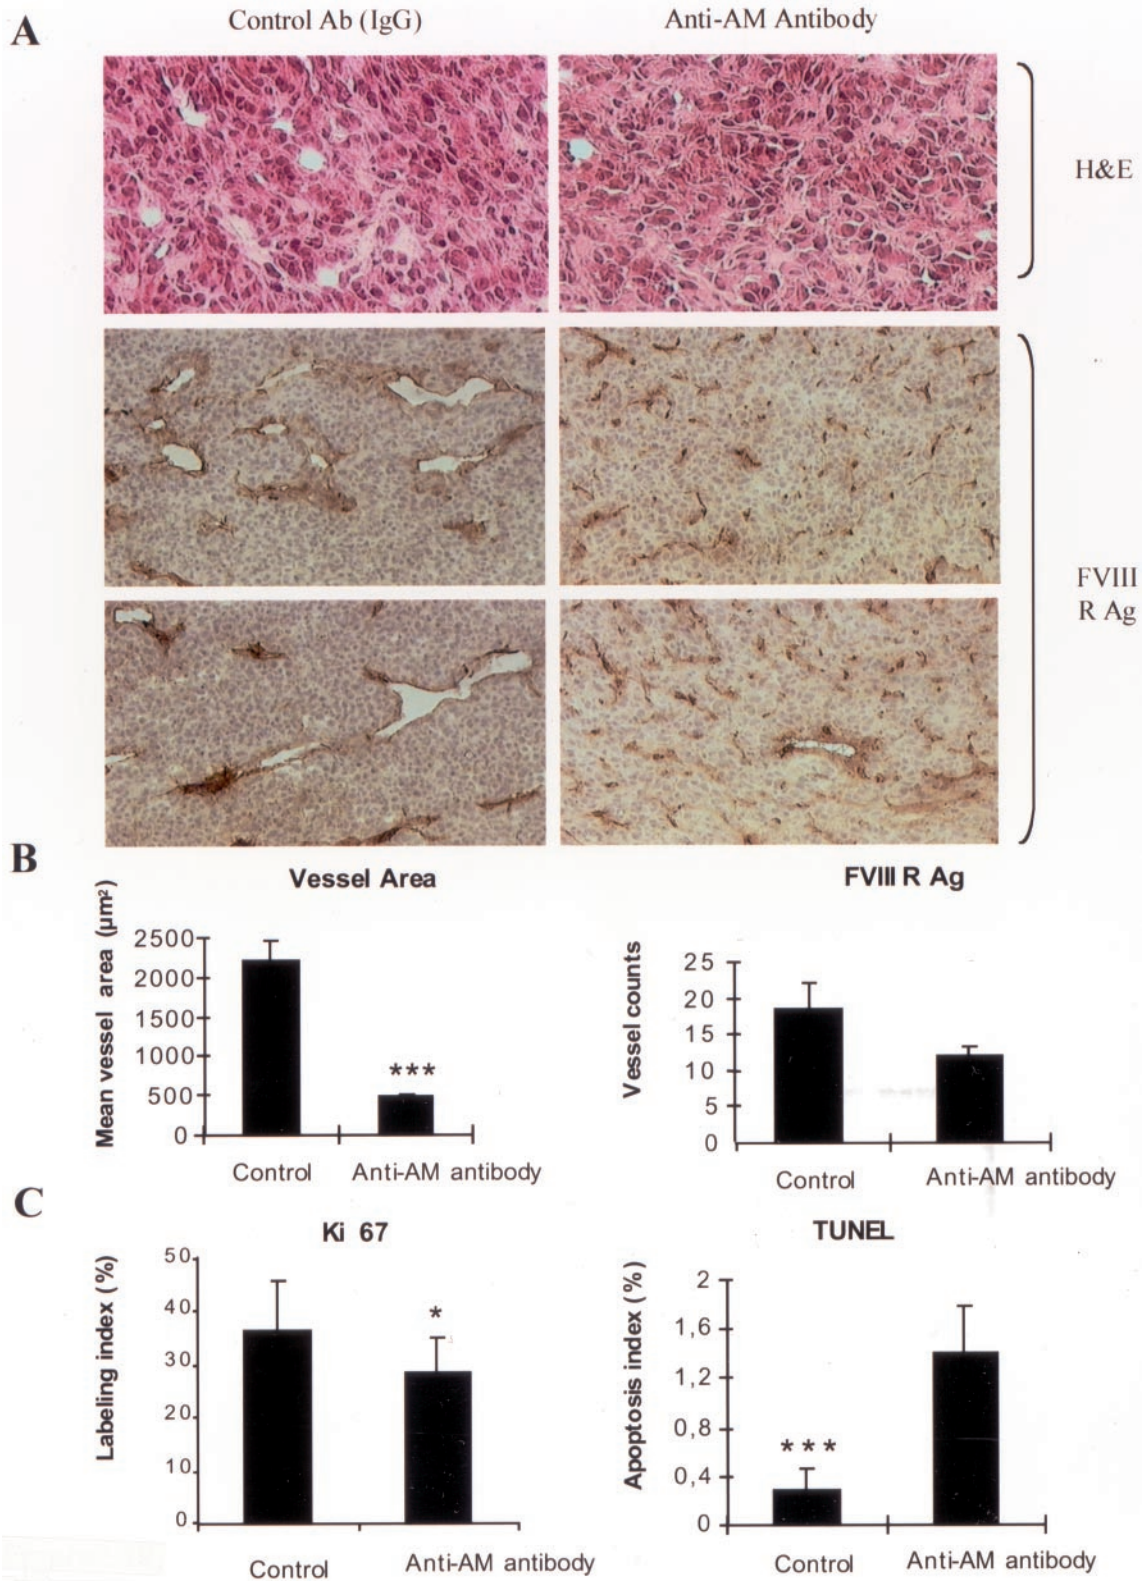 A
Control Ab (IgG)
Anti-AM Antibody
H&E
FVIII
R Ag
B
Vessel Area
Mean vessel area (µm²)
2500
2000
1500
1000
500
0
***
Control
Anti-AM antibody
FVIII R Ag
Vessel counts
25
20
15
10
5
0
Control
Anti-AM antibody
C
Ki 67
Labeling index (%)
50
40
30
20
10
0
*
Control
Anti-AM antibody
TUNEL
Apoptosis index (%)
2
1,6
1,2
0,8
0,4
0
***
Control
Anti-AM antibody